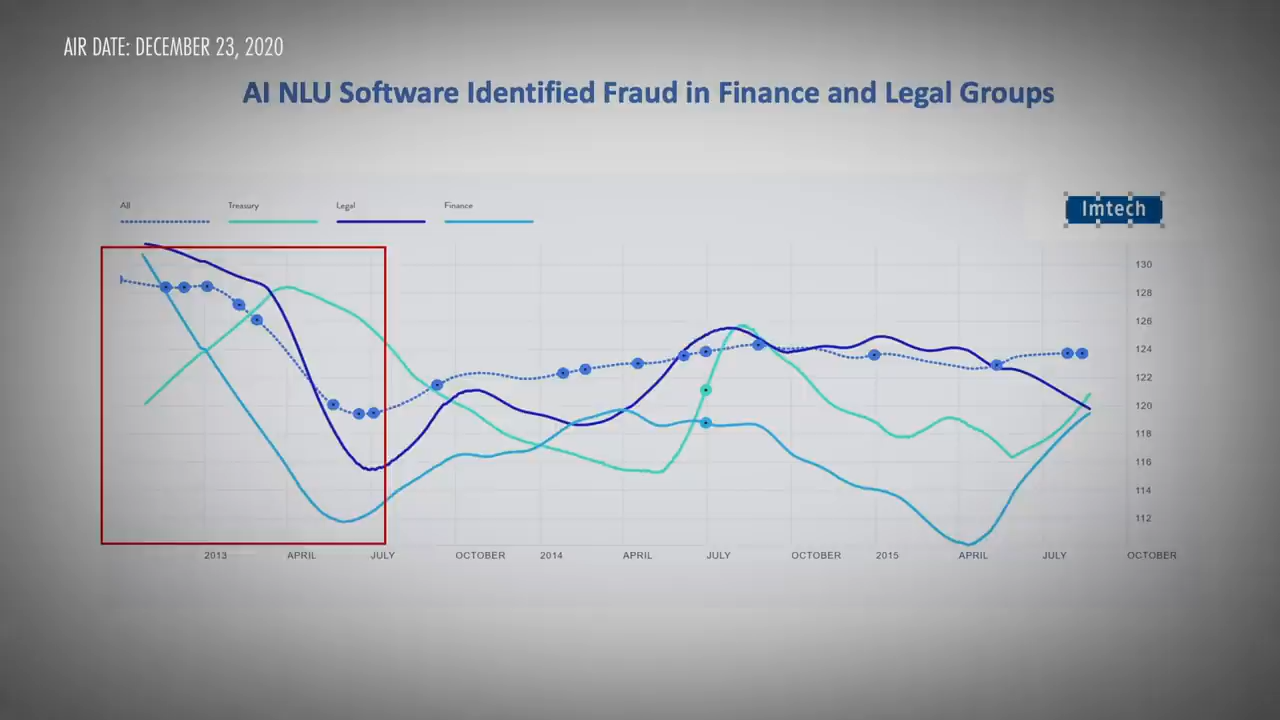 AIR DATE: DECEMBER 23, 2020
AI NLU Software Identified Fraud in Finance and Legal Groups
All Treasury Legal Finance
Imtech
130
128
126
124
122
120
118
116
114
112
2013 APRIL JULY OCTOBER 2014 APRIL JULY OCTOBER 2015 APRIL JULY OCTOBER